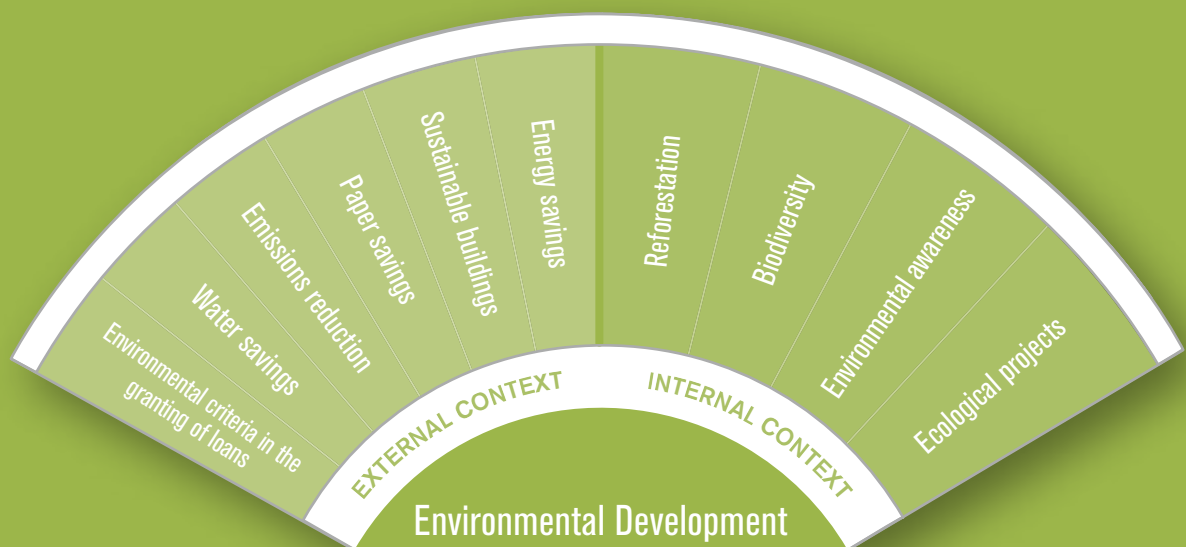 Environmental criteria in the
granting of loans
Water savings
Emissions reduction
Paper savings
Sustainable buildings
Energy savings
Reforestation
Biodiversity
Environmental awareness
Ecological projects
EXTERNAL CONTEXT
INTERNAL CONTEXT
Environmental Development